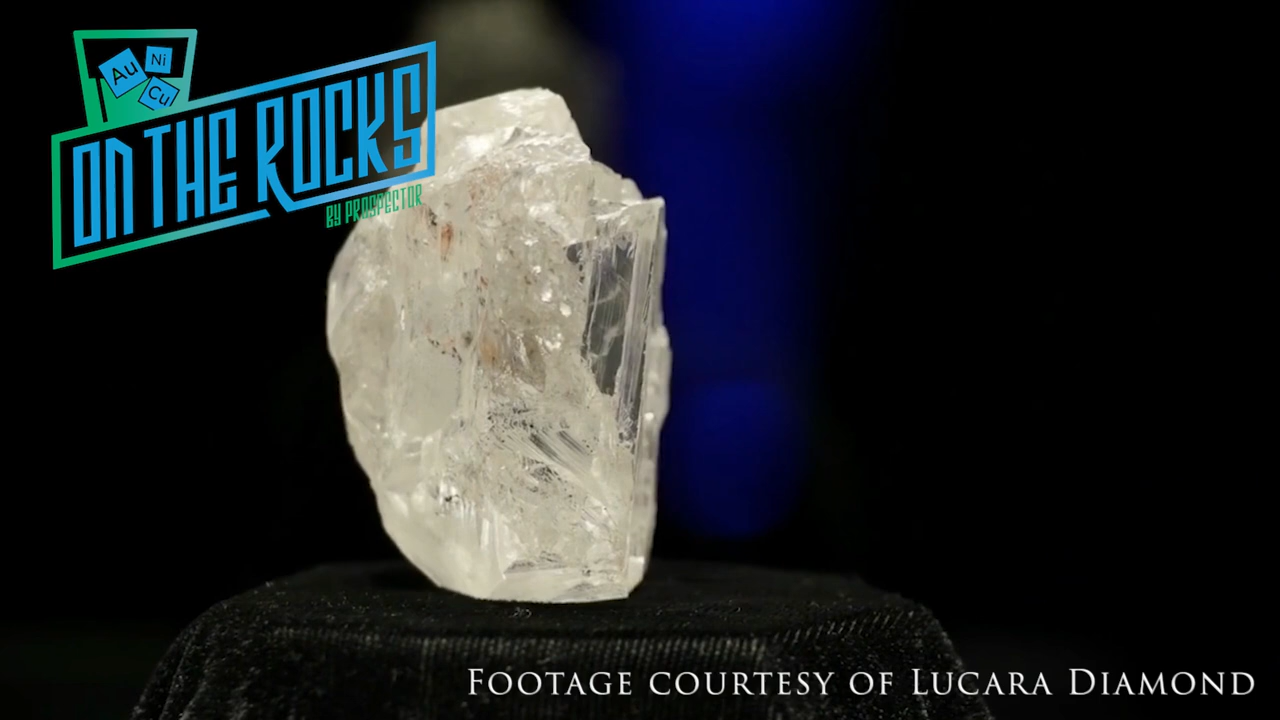 Au
Ni
Cu
ON THE ROCKS
BY PROSPECTOR
FOOTAGE COURTESY OF LUCARA DIAMOND